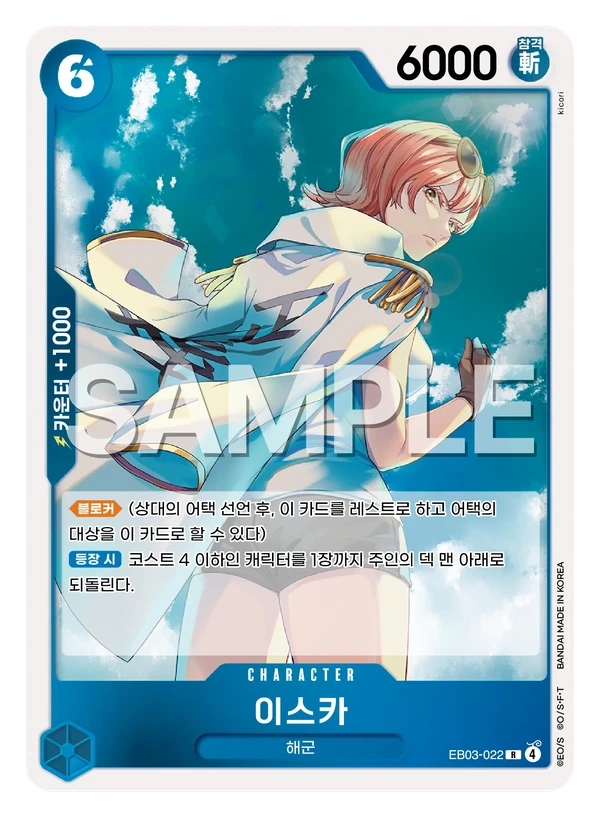 6
6000
참격
斬
kicori
⚡카운터 +1000
SAMPLE
블로커 (상대의 어택 선언 후, 이 카드를 레스트로 하고 어택의
대상을 이 카드로 할 수 있다)
등장 시 코스트 4 이하인 캐릭터를 1장까지 주인의 덱 맨 아래로
되돌린다.
CHARACTER
이스카
해군
EB03-022 R 4
©EO/S ©O/S·F·T BANDAI MADE IN KOREA